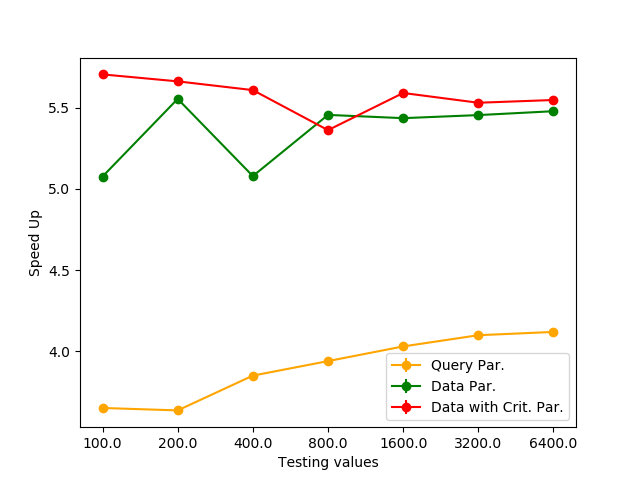 5.5
5.0
4.5
4.0
Speed Up
100.0 200.0 400.0 800.0 1600.0 3200.0 6400.0
Testing values
Query Par.
Data Par.
Data with Crit. Par.